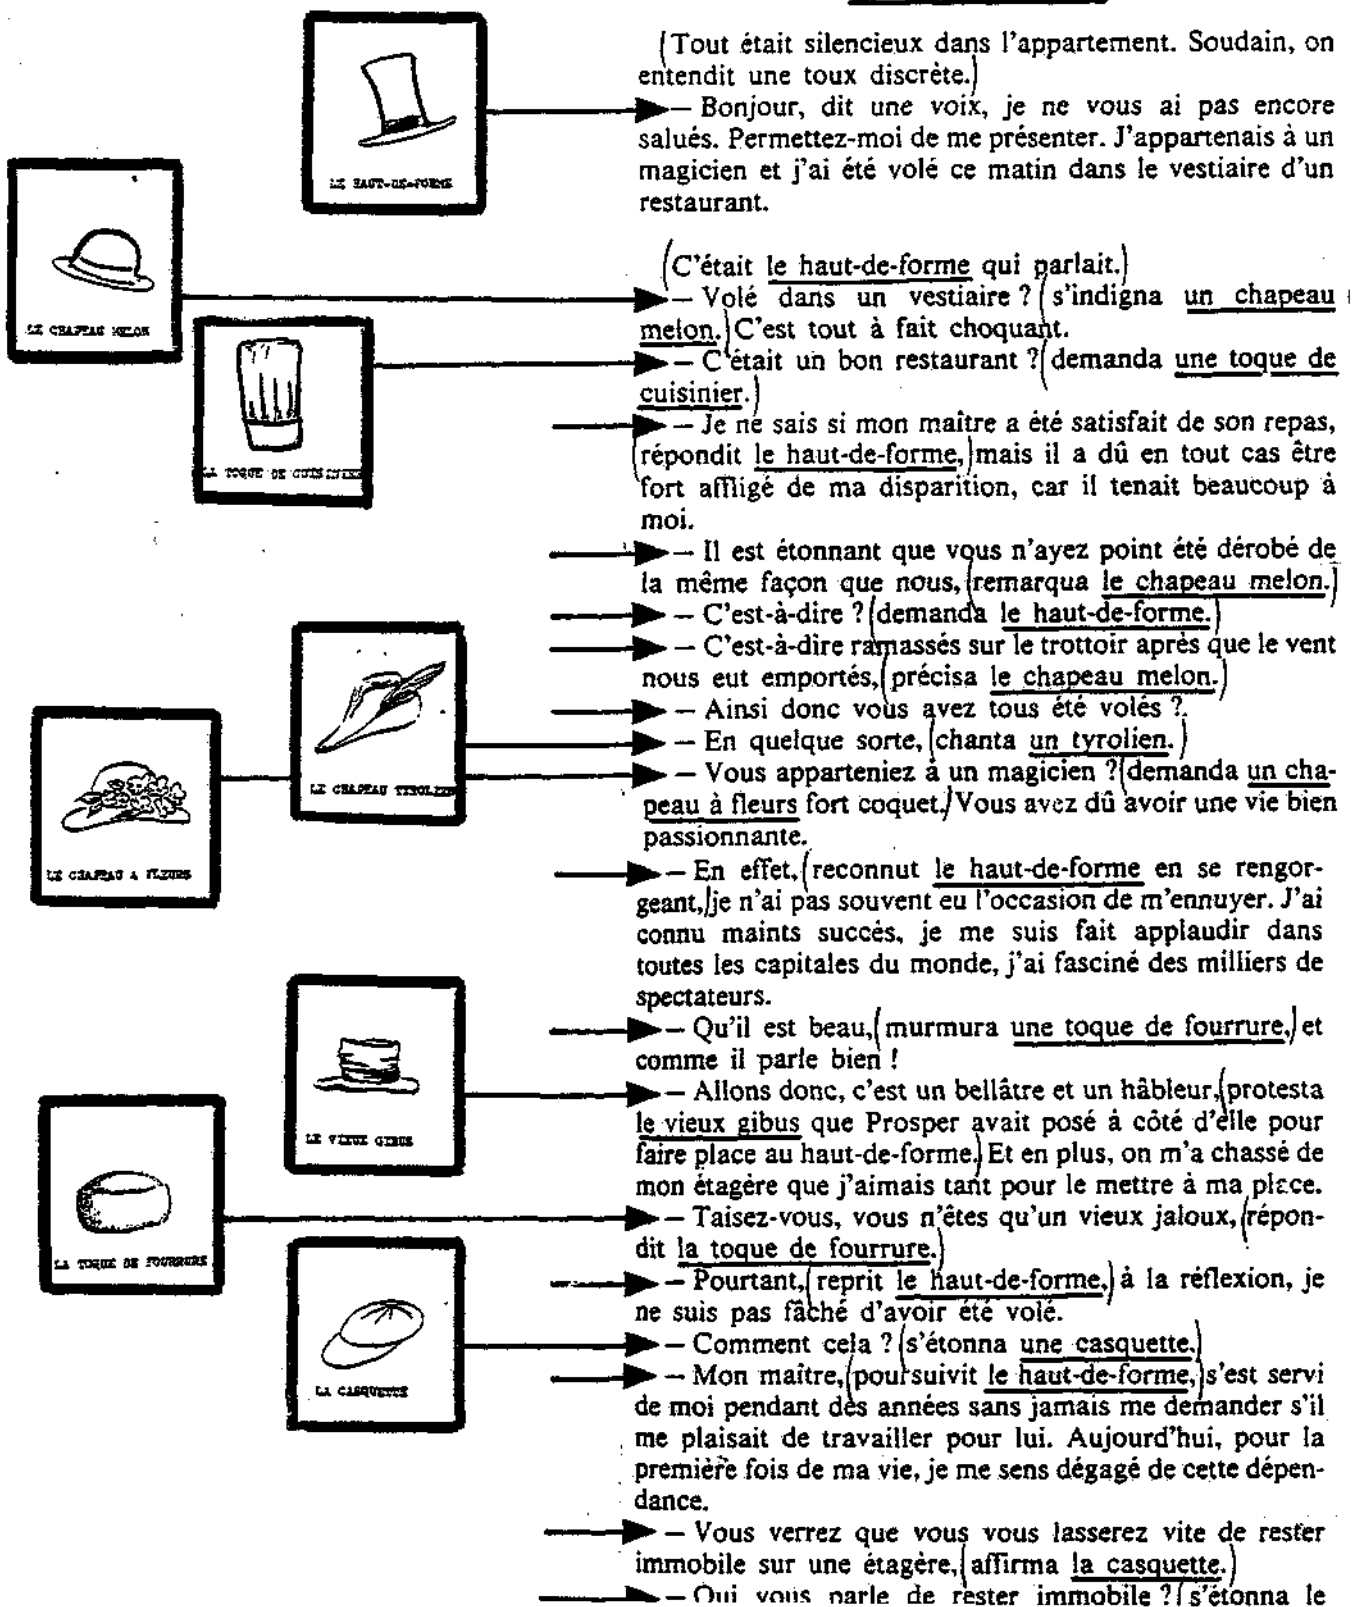 (Tout était silencieux dans l'appartement. Soudain, on
entendit une toux discrète.)
– Bonjour, dit une voix, je ne vous ai pas encore
salués. Permettez-moi de me présenter. J'appartenais à un
magicien et j'ai été volé ce matin dans le vestiaire d'un
restaurant.
(C'était le haut-de-forme qui parlait.)
– Volé dans un vestiaire ? (s'indigna un chapeau
melon.) C'est tout à fait choquant.
– C'était un bon restaurant ? (demanda une toque de
cuisinier.)
– Je ne sais si mon maître a été satisfait de son repas,
(répondit le haut-de-forme,) mais il a dû en tout cas être
fort affligé de ma disparition, car il tenait beaucoup à
moi.
– Il est étonnant que vous n'ayez point été dérobé de
la même façon que nous, (remarqua le chapeau melon.)
– C'est-à-dire ? (demanda le haut-de-forme.)
– C'est-à-dire ramassés sur le trottoir après que le vent
nous eut emportés, (précisa le chapeau melon.)
– Ainsi donc vous avez tous été volés ?
– En quelque sorte, (chanta un tyrolien.)
– Vous apparteniez à un magicien ? (demanda un cha-
peau à fleurs fort coquet.) Vous avez dû avoir une vie bien
passionnante.
– En effet, (reconnut le haut-de-forme en se rengor-
geant,) je n'ai pas souvent eu l'occasion de m'ennuyer. J'ai
connu maints succès, je me suis fait applaudir dans
toutes les capitales du monde, j'ai fasciné des milliers de
spectateurs.
– Qu'il est beau, (murmura une toque de fourrure,) et
comme il parle bien !
– Allons donc, c'est un bellâtre et un hâbleur, (protesta
le vieux gibus que Prosper avait posé à côté d'elle pour
faire place au haut-de-forme.) Et en plus, on m'a chassé de
mon étagère que j'aimais tant pour le mettre à ma place.
– Taisez-vous, vous n'êtes qu'un vieux jaloux, (répon-
dit la toque de fourrure.)
– Pourtant, (reprit le haut-de-forme,) à la réflexion, je
ne suis pas fâché d'avoir été volé.
– Comment cela ? (s'étonna une casquette.)
– Mon maître, (poursuivit le haut-de-forme,) s'est servi
de moi pendant des années sans jamais me demander s'il
me plaisait de travailler pour lui. Aujourd'hui, pour la
première fois de ma vie, je me sens dégagé de cette dépen-
dance.
– Vous verrez que vous vous lasserez vite de rester
immobile sur une étagère, (affirma la casquette.)
– Qui vous parle de rester immobile ? (s'étonna le
LE HAUT-DE-FORME
LE CHAPEAU MELON
LA TOQUE DE CUISINIER
LE CHAPEAU TYROLIEN
LE CHAPEAU A FLEURS
LE VIEUX GIBUS
LA TOQUE DE FOURRURE
LA CASQUETTE